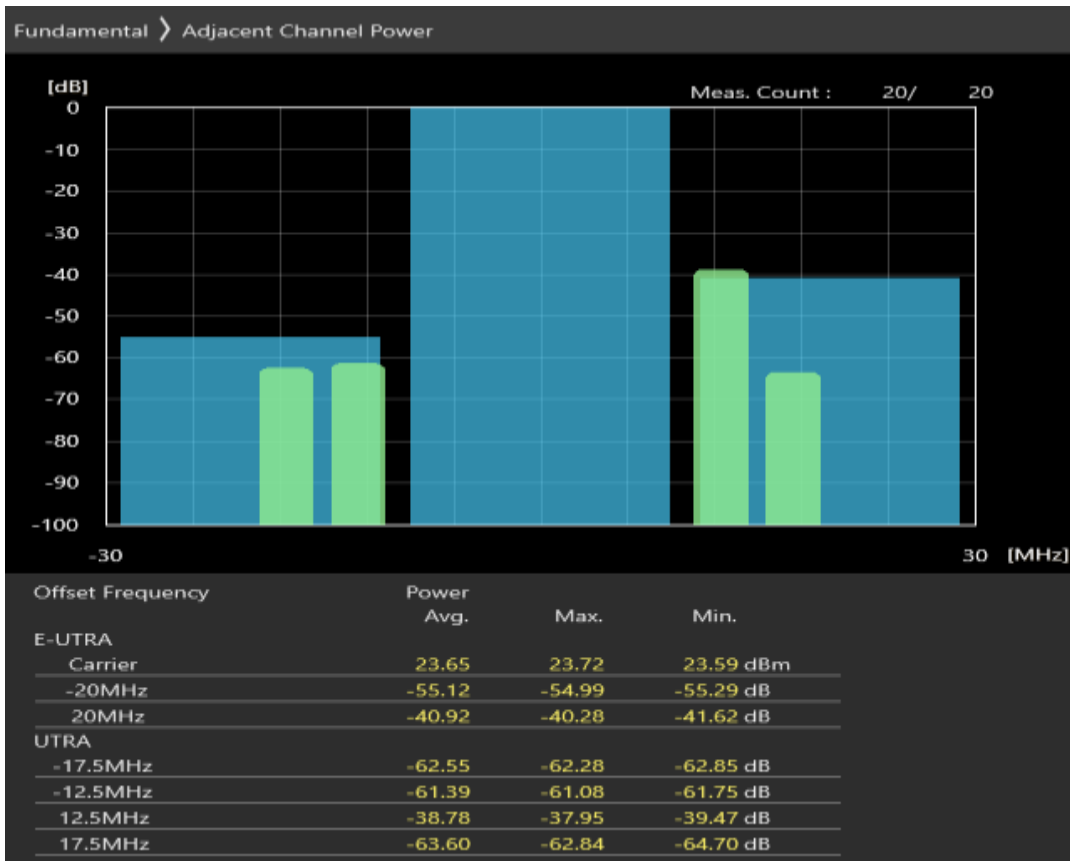 Fundamental 〉 Adjacent Channel Power
[dB]
Meas. Count : 20/ 20
0
-10
-20
-30
-40
-50
-60
-70
-80
-90
-100
-30 30 [MHz]
Offset Frequency Power
Avg. Max. Min.
E-UTRA
Carrier 23.65 23.72 23.59 dBm
-20MHz -55.12 -54.99 -55.29 dB
20MHz -40.92 -40.28 -41.62 dB
UTRA
-17.5MHz -62.55 -62.28 -62.85 dB
-12.5MHz -61.39 -61.08 -61.75 dB
12.5MHz -38.78 -37.95 -39.47 dB
17.5MHz -63.60 -62.84 -64.70 dB